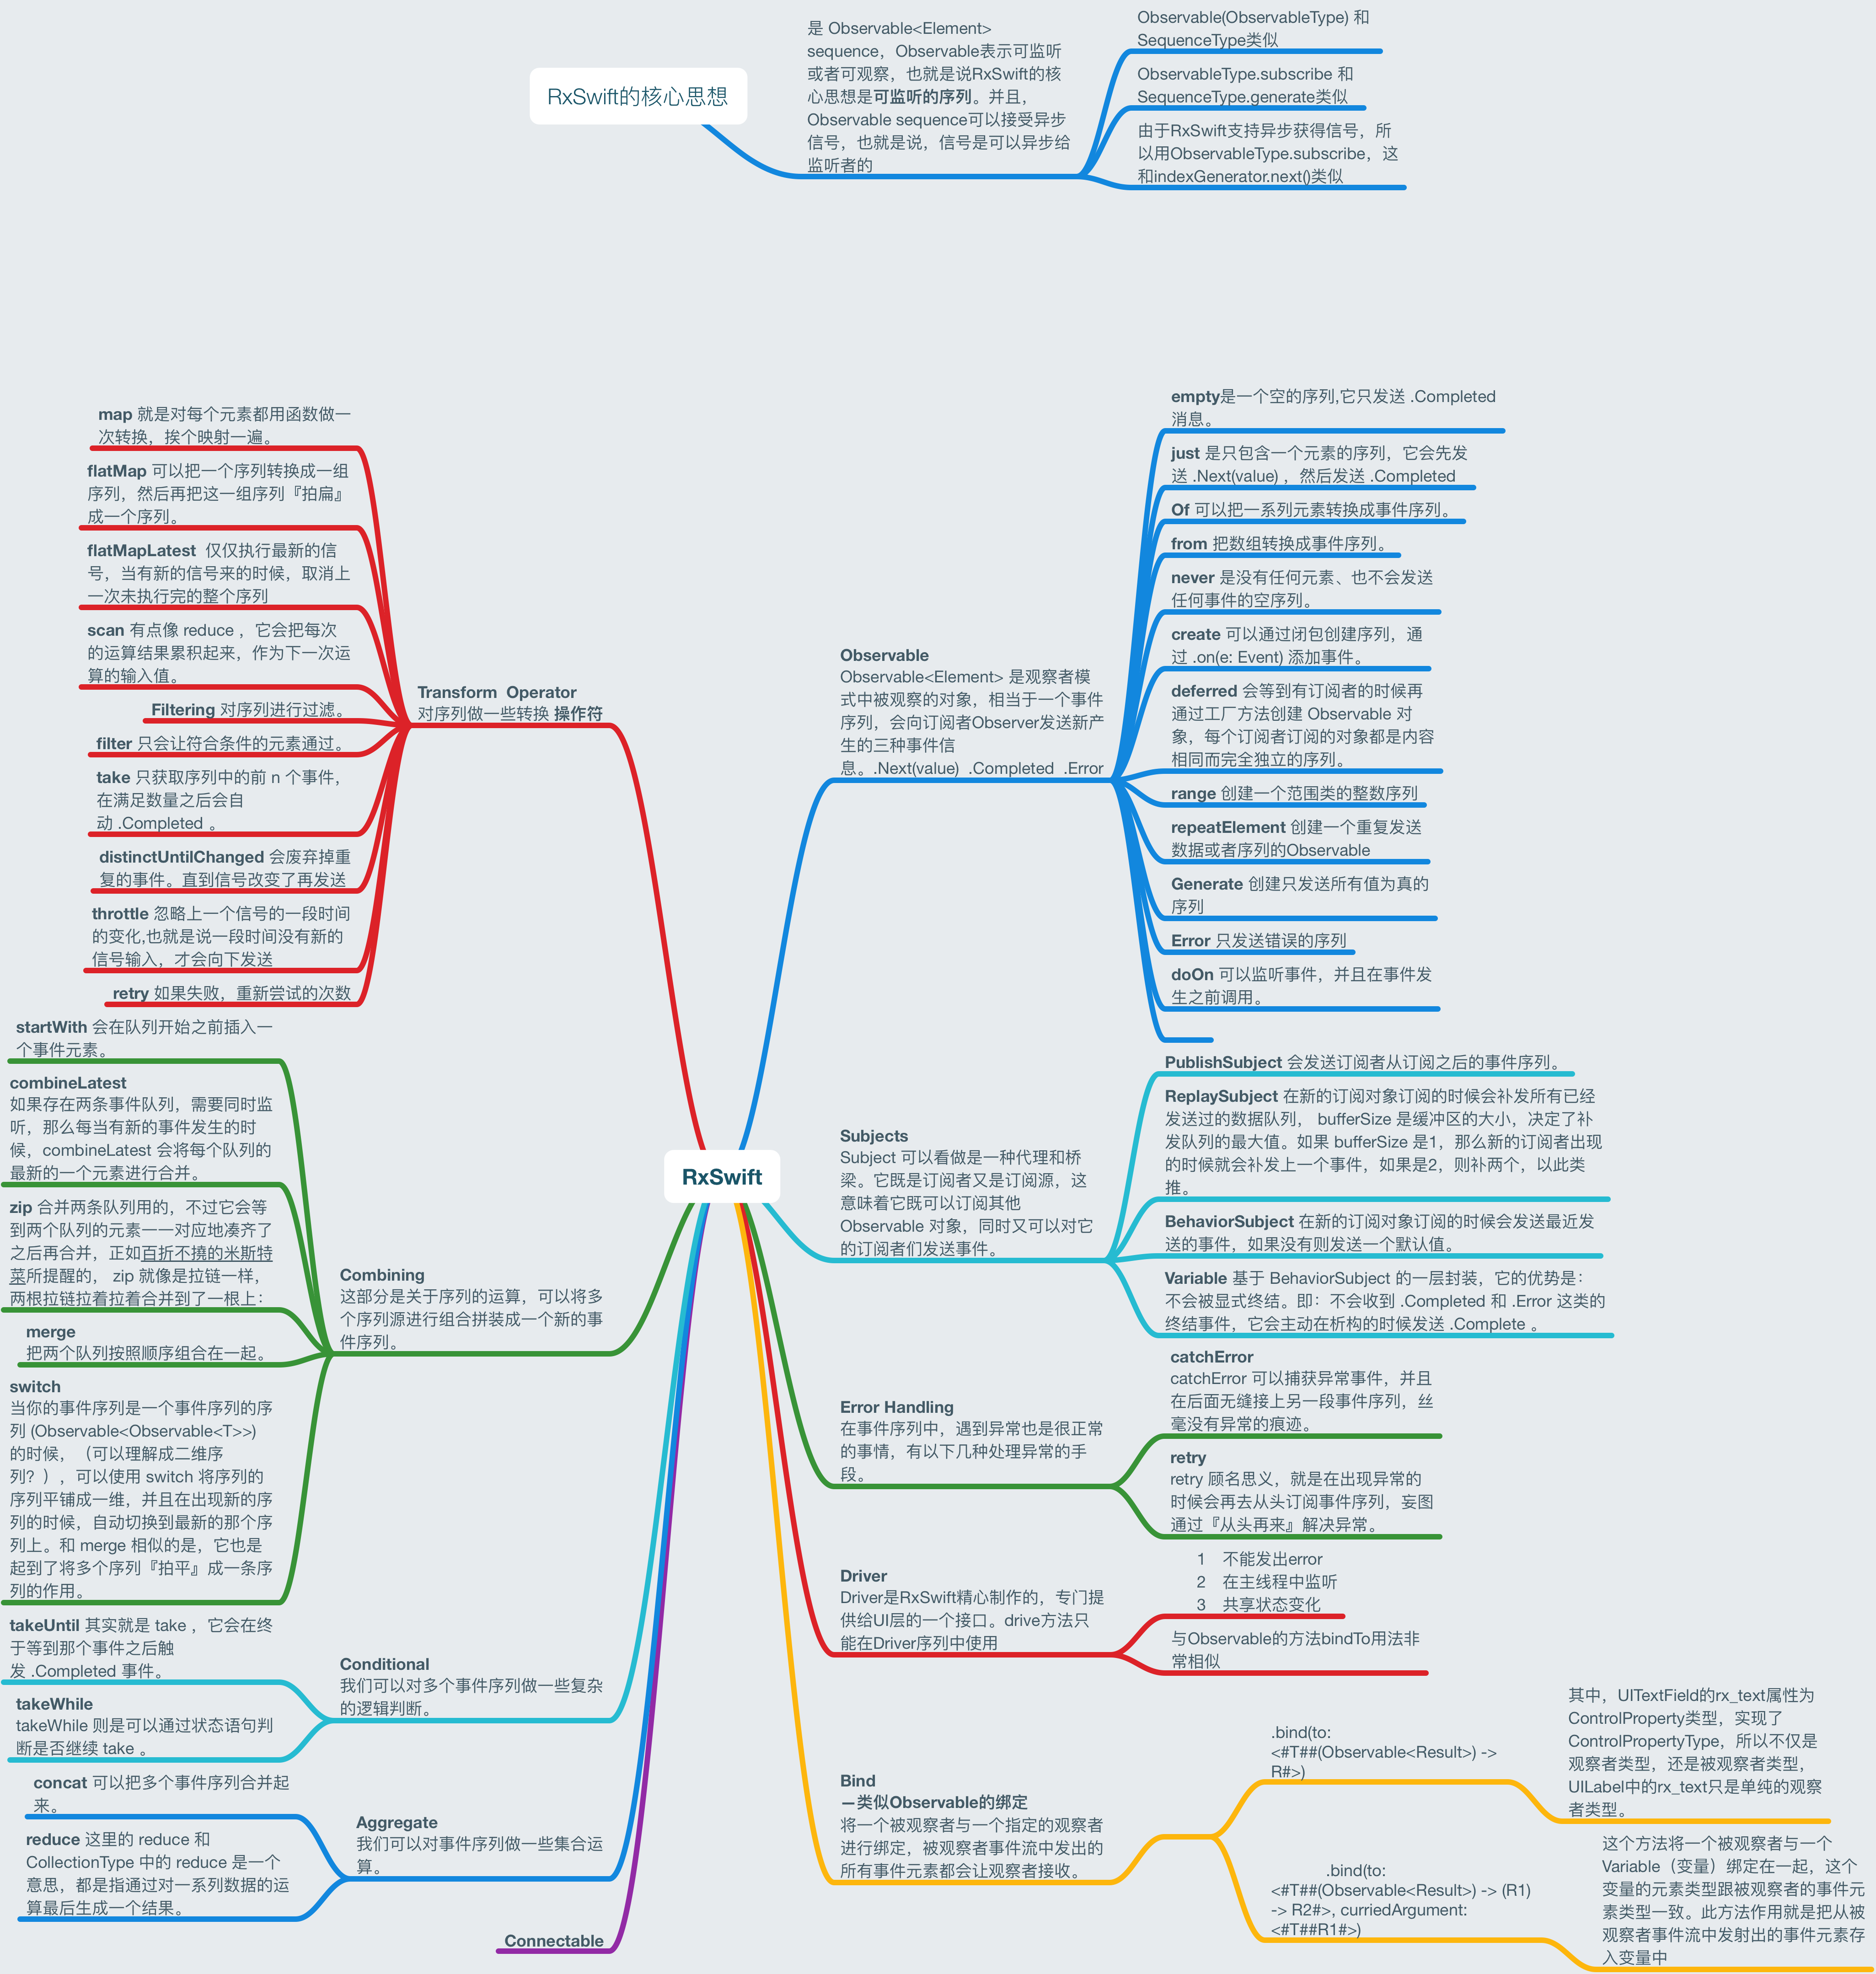 RxSwift的核心思想
是 Observable<Element>
sequence，Observable表示可监听
或者可观察，也就是说RxSwift的核
心思想是可监听的序列。并且，
Observable sequence可以接受异步
信号，也就是说，信号是可以异步给
监听者的
Observable(ObservableType) 和
SequenceType类似
ObservableType.subscribe 和
SequenceType.generate类似
由于RxSwift支持异步获得信号，所
以用ObservableType.subscribe，这
和indexGenerator.next()类似
RxSwift
Transform  Operator
对序列做一些转换 操作符
map 就是对每个元素都用函数做一
次转换，挨个映射一遍。
flatMap 可以把一个序列转换成一组
序列，然后再把这一组序列『拍扁』
成一个序列。
flatMapLatest  仅仅执行最新的信
号，当有新的信号来的时候，取消上
一次未执行完的整个序列
scan 有点像 reduce ，它会把每次
的运算结果累积起来，作为下一次运
算的输入值。
Filtering 对序列进行过滤。
filter 只会让符合条件的元素通过。
take 只获取序列中的前 n 个事件，
在满足数量之后会自
动 .Completed 。
distinctUntilChanged 会废弃掉重
复的事件。直到信号改变了再发送
throttle 忽略上一个信号的一段时间
的变化,也就是说一段时间没有新的
信号输入，才会向下发送
retry 如果失败，重新尝试的次数
Combining
这部分是关于序列的运算，可以将多
个序列源进行组合拼装成一个新的事
件序列。
startWith 会在队列开始之前插入一
个事件元素。
combineLatest
如果存在两条事件队列，需要同时监
听，那么每当有新的事件发生的时
候，combineLatest 会将每个队列的
最新的一个元素进行合并。
zip 合并两条队列用的，不过它会等
到两个队列的元素一一对应地凑齐了
之后再合并，正如百折不撓的米斯特
菜所提醒的， zip 就像是拉链一样，
两根拉链拉着拉着合并到了一根上：
merge
把两个队列按照顺序组合在一起。
switch
当你的事件序列是一个事件序列的序
列 (Observable<Observable<T>>)
的时候，（可以理解成二维序
列？），可以使用 switch 将序列的
序列平铺成一维，并且在出现新的序
列的时候，自动切换到最新的那个序
列上。和 merge 相似的是，它也是
起到了将多个序列『拍平』成一条序
列的作用。
Conditional
我们可以对多个事件序列做一些复杂
的逻辑判断。
takeUntil 其实就是 take ，它会在终
于等到那个事件之后触
发 .Completed 事件。
takeWhile
takeWhile 则是可以通过状态语句判
断是否继续 take 。
Aggregate
我们可以对事件序列做一些集合运
算。
concat 可以把多个事件序列合并起
来。
reduce 这里的 reduce 和
CollectionType 中的 reduce 是一个
意思，都是指通过对一系列数据的运
算最后生成一个结果。
Connectable
Observable
Observable<Element> 是观察者模
式中被观察的对象，相当于一个事件
序列，会向订阅者Observer发送新产
生的三种事件信
息。.Next(value)  .Completed  .Error
empty是一个空的序列,它只发送 .Completed
消息。
just 是只包含一个元素的序列，它会先发
送 .Next(value) ，然后发送 .Completed
Of 可以把一系列元素转换成事件序列。
from 把数组转换成事件序列。
never 是没有任何元素、也不会发送
任何事件的空序列。
create 可以通过闭包创建序列，通
过 .on(e: Event) 添加事件。
deferred 会等到有订阅者的时候再
通过工厂方法创建 Observable 对
象，每个订阅者订阅的对象都是内容
相同而完全独立的序列。
range 创建一个范围类的整数序列
repeatElement 创建一个重复发送
数据或者序列的Observable
Generate 创建只发送所有值为真的
序列
Error 只发送错误的序列
doOn 可以监听事件，并且在事件发
生之前调用。
Subjects
Subject 可以看做是一种代理和桥
梁。它既是订阅者又是订阅源，这
意味着它既可以订阅其他
Observable 对象，同时又可以对它
的订阅者们发送事件。
PublishSubject 会发送订阅者从订阅之后的事件序列。
ReplaySubject 在新的订阅对象订阅的时候会补发所有已经
发送过的数据队列， bufferSize 是缓冲区的大小，决定了补
发队列的最大值。如果 bufferSize 是1，那么新的订阅者出现
的时候就会补发上一个事件，如果是2，则补两个，以此类
推。
BehaviorSubject 在新的订阅对象订阅的时候会发送最近发
送的事件，如果没有则发送一个默认值。
Variable 基于 BehaviorSubject 的一层封装，它的优势是：
不会被显式终结。即：不会收到 .Completed 和 .Error 这类的
终结事件，它会主动在析构的时候发送 .Complete 。
Error Handling
在事件序列中，遇到异常也是很正常
的事情，有以下几种处理异常的手
段。
catchError
catchError 可以捕获异常事件，并且
在后面无缝接上另一段事件序列，丝
毫没有异常的痕迹。
retry
retry 顾名思义，就是在出现异常的
时候会再去从头订阅事件序列，妄图
通过『从头再来』解决异常。
Driver
Driver是RxSwift精心制作的，专门提
供给UI层的一个接口。drive方法只
能在Driver序列中使用
1 不能发出error
2 在主线程中监听
3 共享状态变化
与Observable的方法bindTo用法非
常相似
Bind
—类似Observable的绑定
将一个被观察者与一个指定的观察者
进行绑定，被观察者事件流中发出的
所有事件元素都会让观察者接收。
.bind(to:
<#T##(Observable<Result>) ->
R#>)
其中，UITextField的rx_text属性为
ControlProperty类型，实现了
ControlPropertyType，所以不仅是
观察者类型，还是被观察者类型，
UILabel中的rx_text只是单纯的观察
者类型。
.bind(to:
<#T##(Observable<Result>) -> (R1)
-> R2#>, curriedArgument:
<#T##R1#>)
这个方法将一个被观察者与一个
Variable（变量）绑定在一起，这个
变量的元素类型跟被观察者的事件元
素类型一致。此方法作用就是把从被
观察者事件流中发射出的事件元素存
入变量中